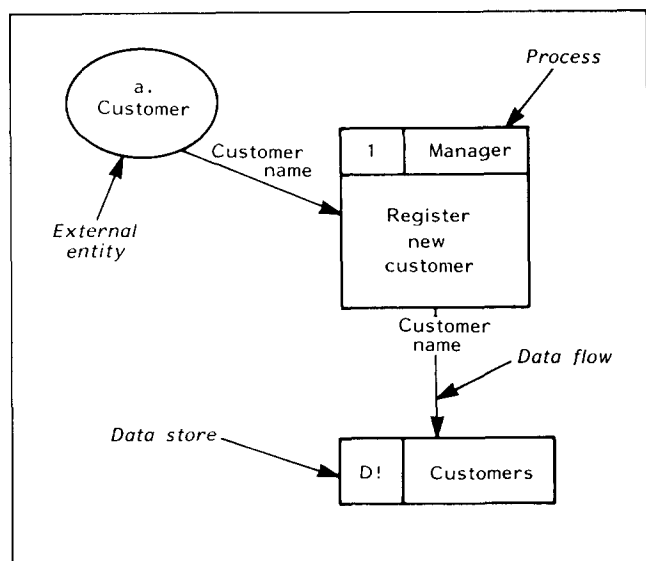 a.
Customer
Process
1
Manager
Customer
name
Register
new
customer
External
entity
Customer
name
Data flow
Data store
D!
Customers